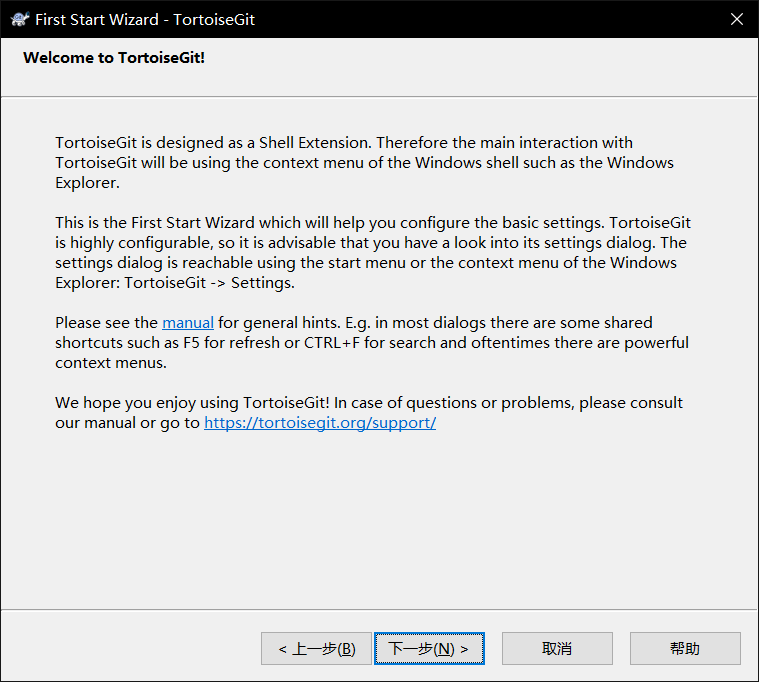 First Start Wizard - TortoiseGit
Welcome to TortoiseGit!
TortoiseGit is designed as a Shell Extension. Therefore the main interaction with
TortoiseGit will be using the context menu of the Windows shell such as the Windows
Explorer.
This is the First Start Wizard which will help you configure the basic settings. TortoiseGit
is highly configurable, so it is advisable that you have a look into its settings dialog. The
settings dialog is reachable using the start menu or the context menu of the Windows
Explorer: TortoiseGit -> Settings.
Please see the manual for general hints. E.g. in most dialogs there are some shared
shortcuts such as F5 for refresh or CTRL+F for search and oftentimes there are powerful
context menus.
We hope you enjoy using TortoiseGit! In case of questions or problems, please consult
our manual or go to https://tortoisegit.org/support/
< 上一步(B) 下一步(N) > 取消 帮助